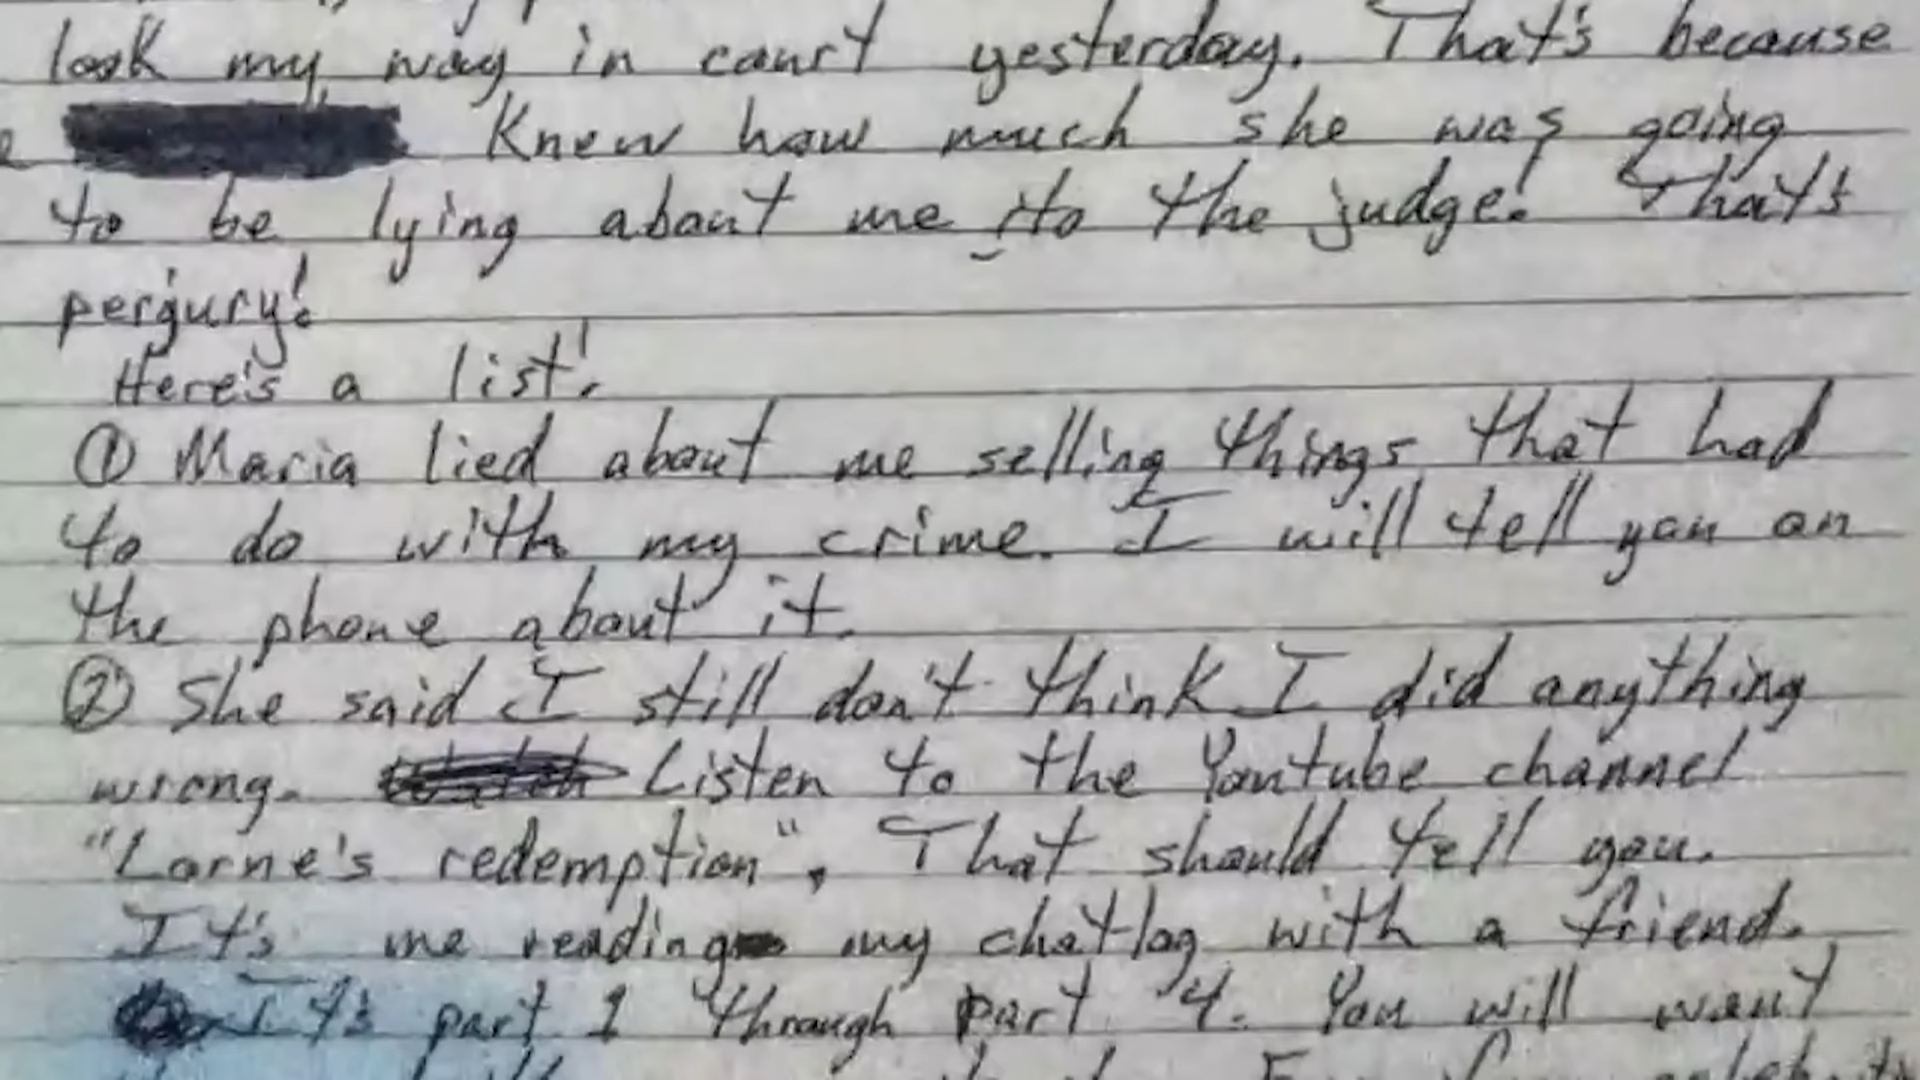 look my way in court yesterday. That's because
Knew how much she was going
to be lying about me to the judge! That's
pergury!
Here's a list!
① Maria lied about me selling things that had
to do with my crime. I will tell you on
the phone about it.
② She said I still don't think I did anything
wrong. Listen to the Youtube channel
"Lorne's redemption". That should tell you.
It's me reading my chatlog with a friend.
It's part 1 through part 4. You will want